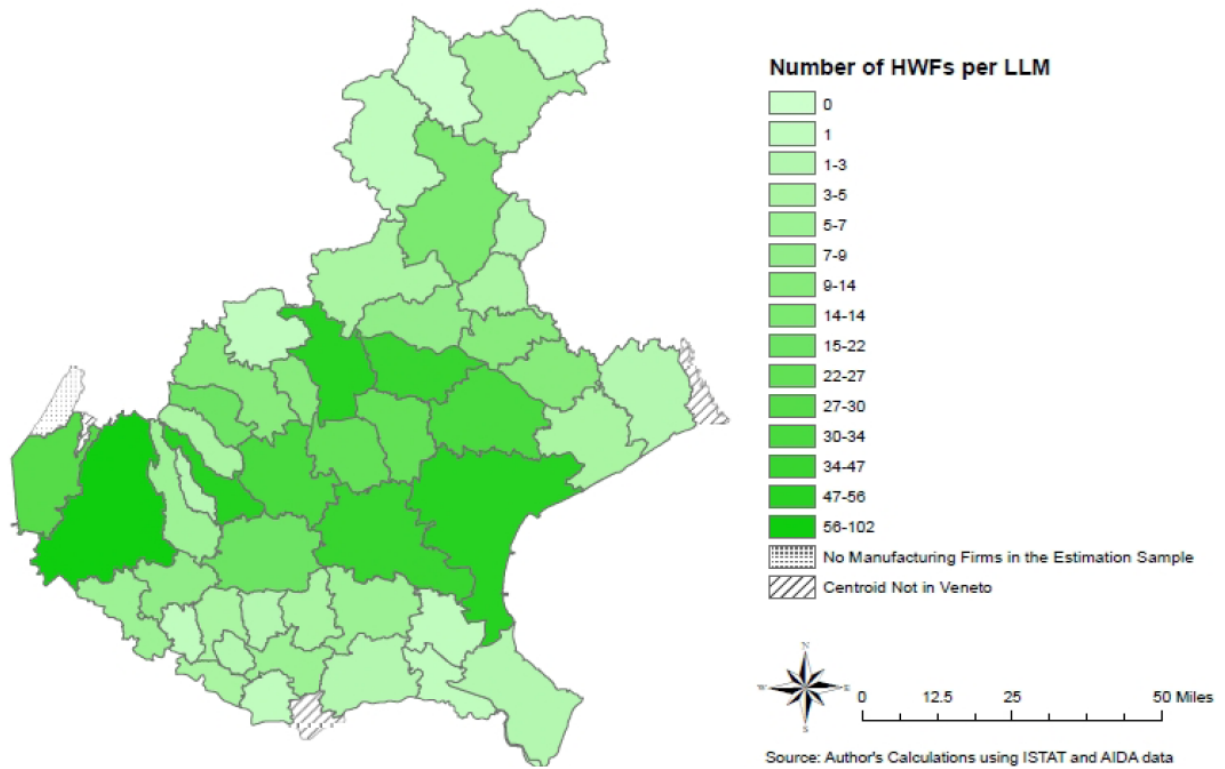 Number of HWFs per LLM
0
1
1-3
3-5
5-7
7-9
9-14
14-14
15-22
22-27
27-30
30-34
34-47
47-56
56-102
No Manufacturing Firms in the Estimation Sample
Centroid Not in Veneto
N
W E
S
0 12.5 25 50 Miles
Source: Author's Calculations using ISTAT and AIDA data